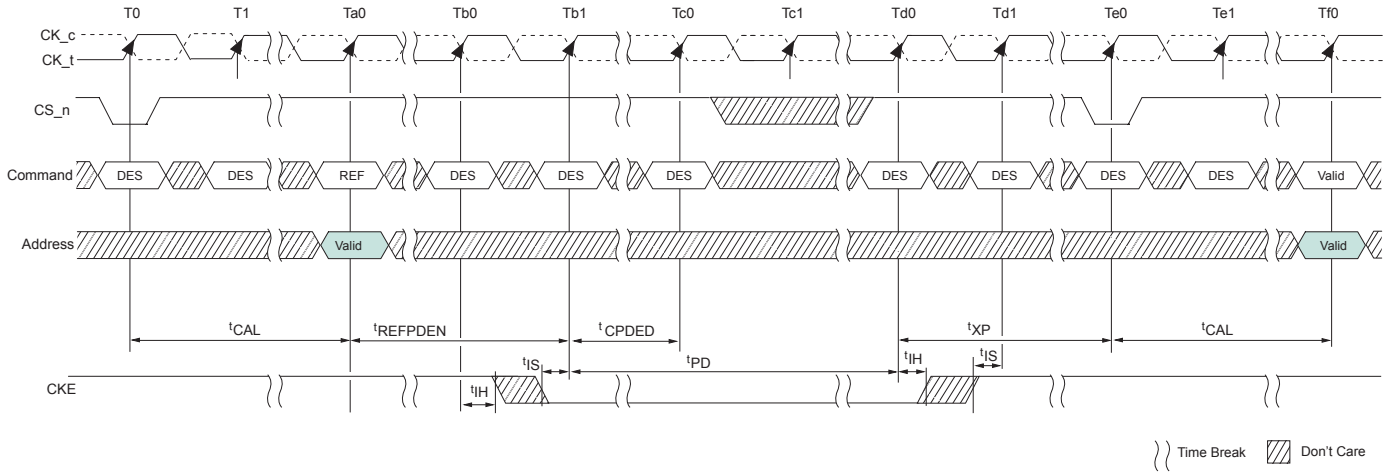 T0 T1 Ta0 Tb0 Tb1 Tc0 Tc1 Td0 Td1 Te0 Te1 Tf0
CK_c
CK_t
CS_n
Command DES DES REF DES DES DES DES DES DES DES Valid
Address Valid Valid
tCAL tREFPDEN tCPDED tXP tCAL
tIS tPD tIH tIS
CKE tIH
Time Break Don't Care